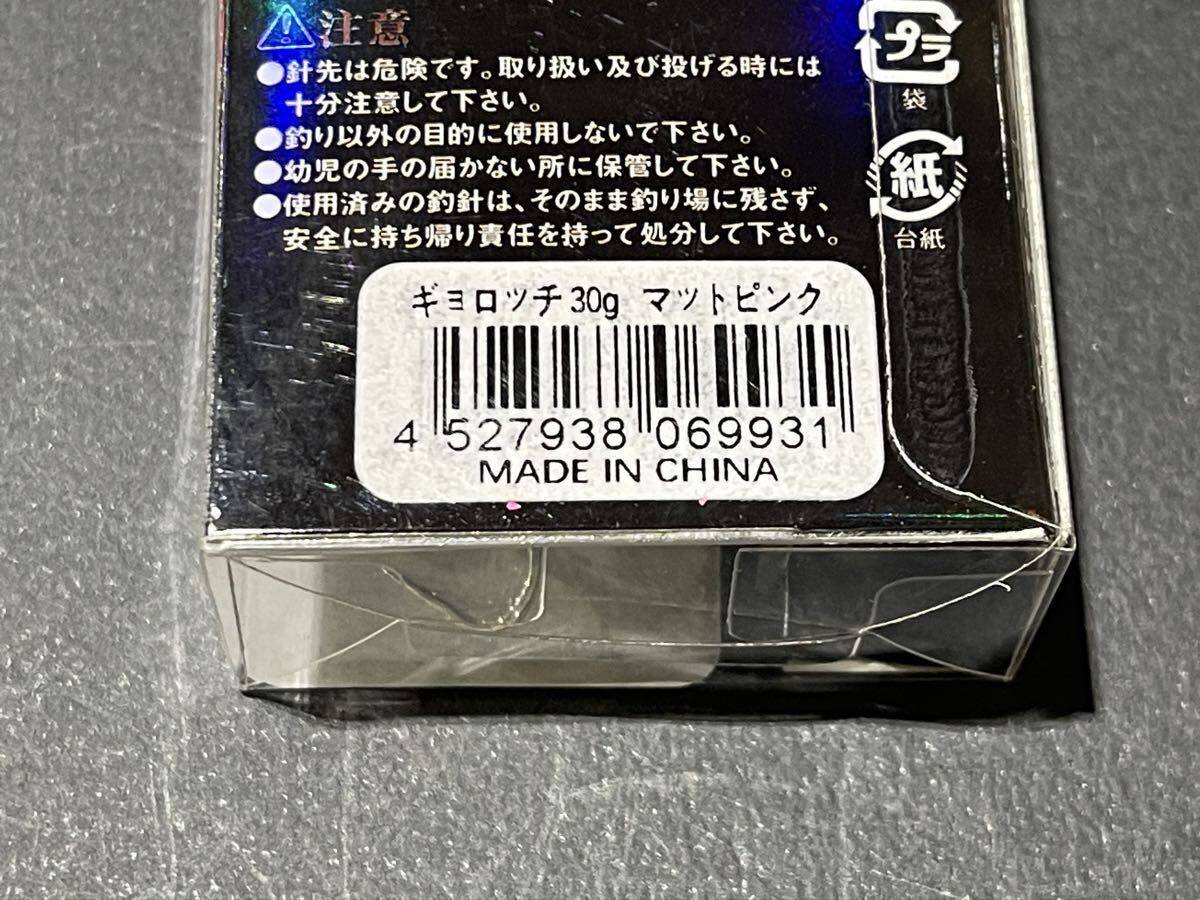 注意
●針先は危険です。取り扱い及び投げる時には
十分注意して下さい。
●釣り以外の目的に使用しないで下さい。
●幼児の手の届かない所に保管して下さい。
●使用済みの釣針は、そのまま釣り場に残さず、
安全に持ち帰り責任を持って処分して下さい。
プラ
袋
紙
台紙
ギョロッチ30g マットピンク
4 527938 069931
MADE IN CHINA